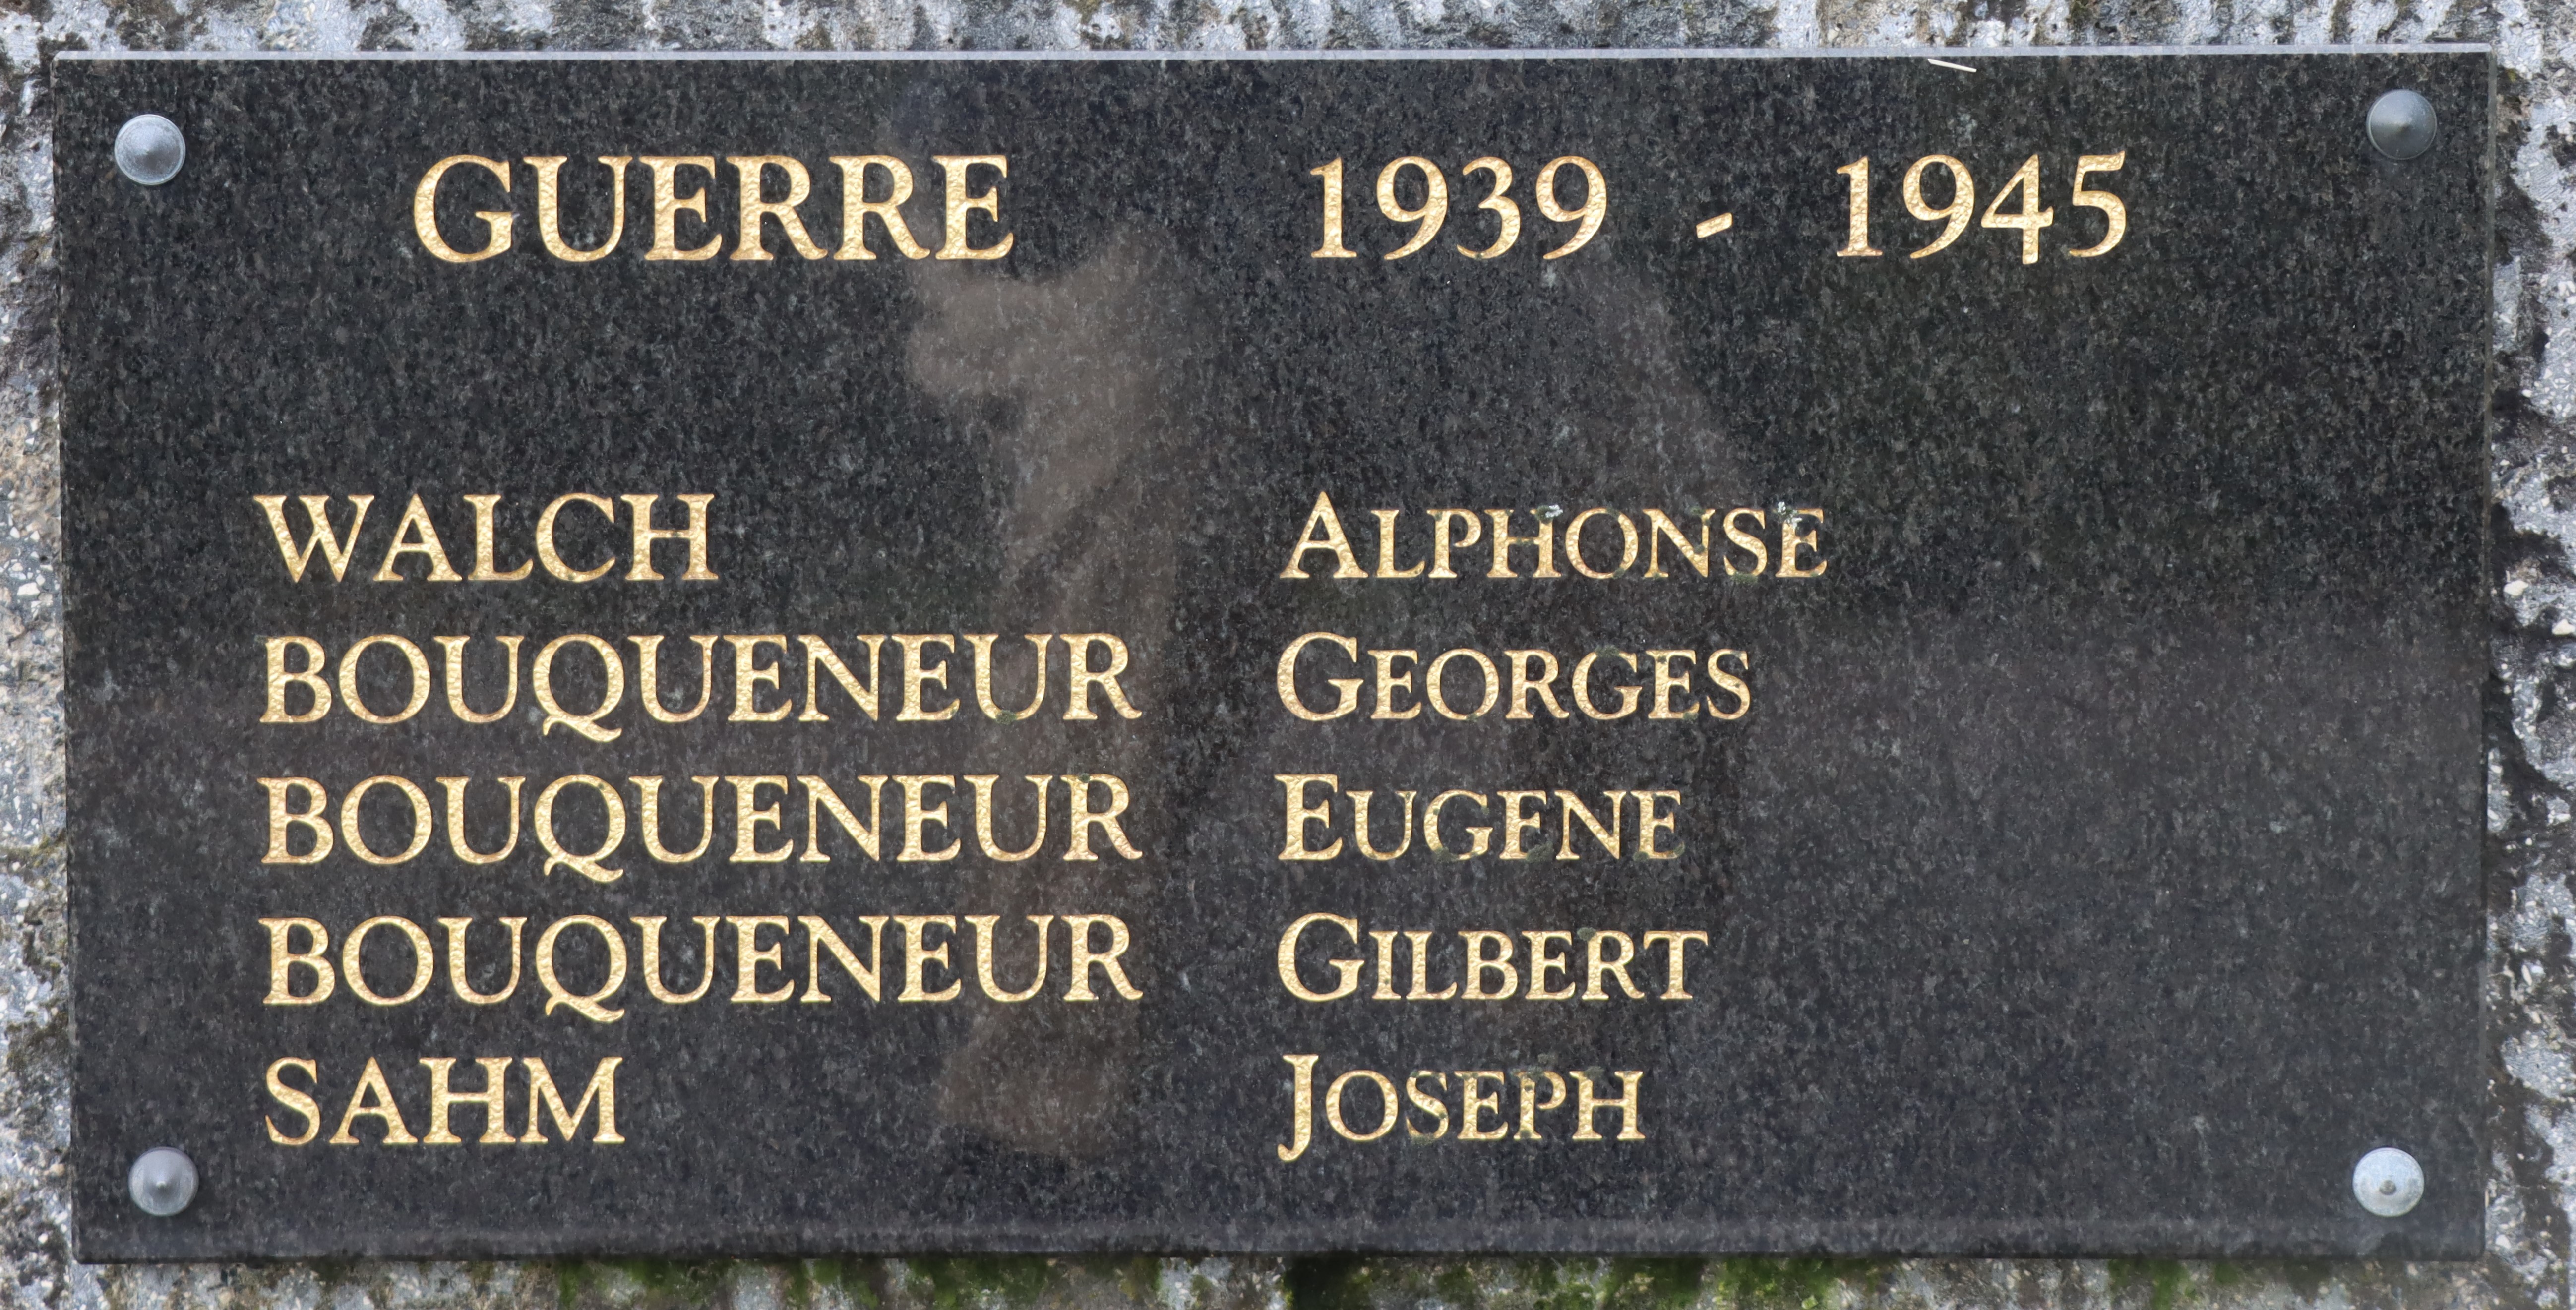 GUERRE 1939 - 1945
WALCH ALPHONSE
BOUQUENEUR GEORGES
BOUQUENEUR EUGENE
BOUQUENEUR GILBERT
SAHM JOSEPH